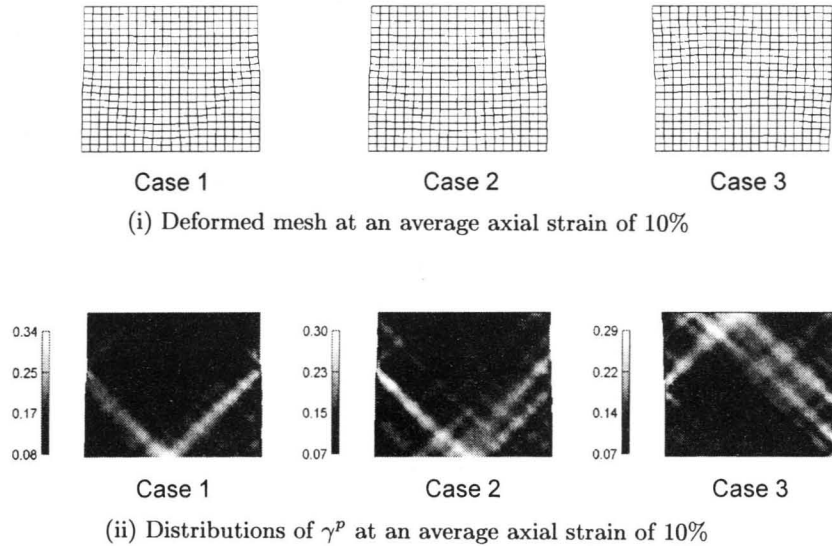 Case 1 Case 2 Case 3
(i) Deformed mesh at an average axial strain of 10%
0.34 0.30 0.29
0.25 0.23 0.22
0.17 0.15 0.14
0.08 0.07 0.07
Case 1 Case 2 Case 3
(ii) Distributions of γᵖ at an average axial strain of 10%